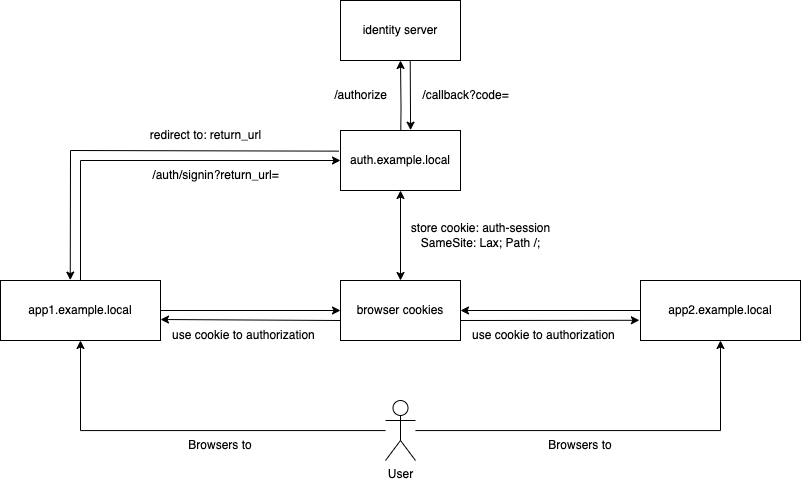 identity server
/authorize
/callback?code=
redirect to: return_url
auth.example.local
/auth/signin?return_url=
store cookie: auth-session
SameSite: Lax; Path /;
app1.example.local
browser cookies
app2.example.local
use cookie to authorization
use cookie to authorization
Browsers to
Browsers to
User